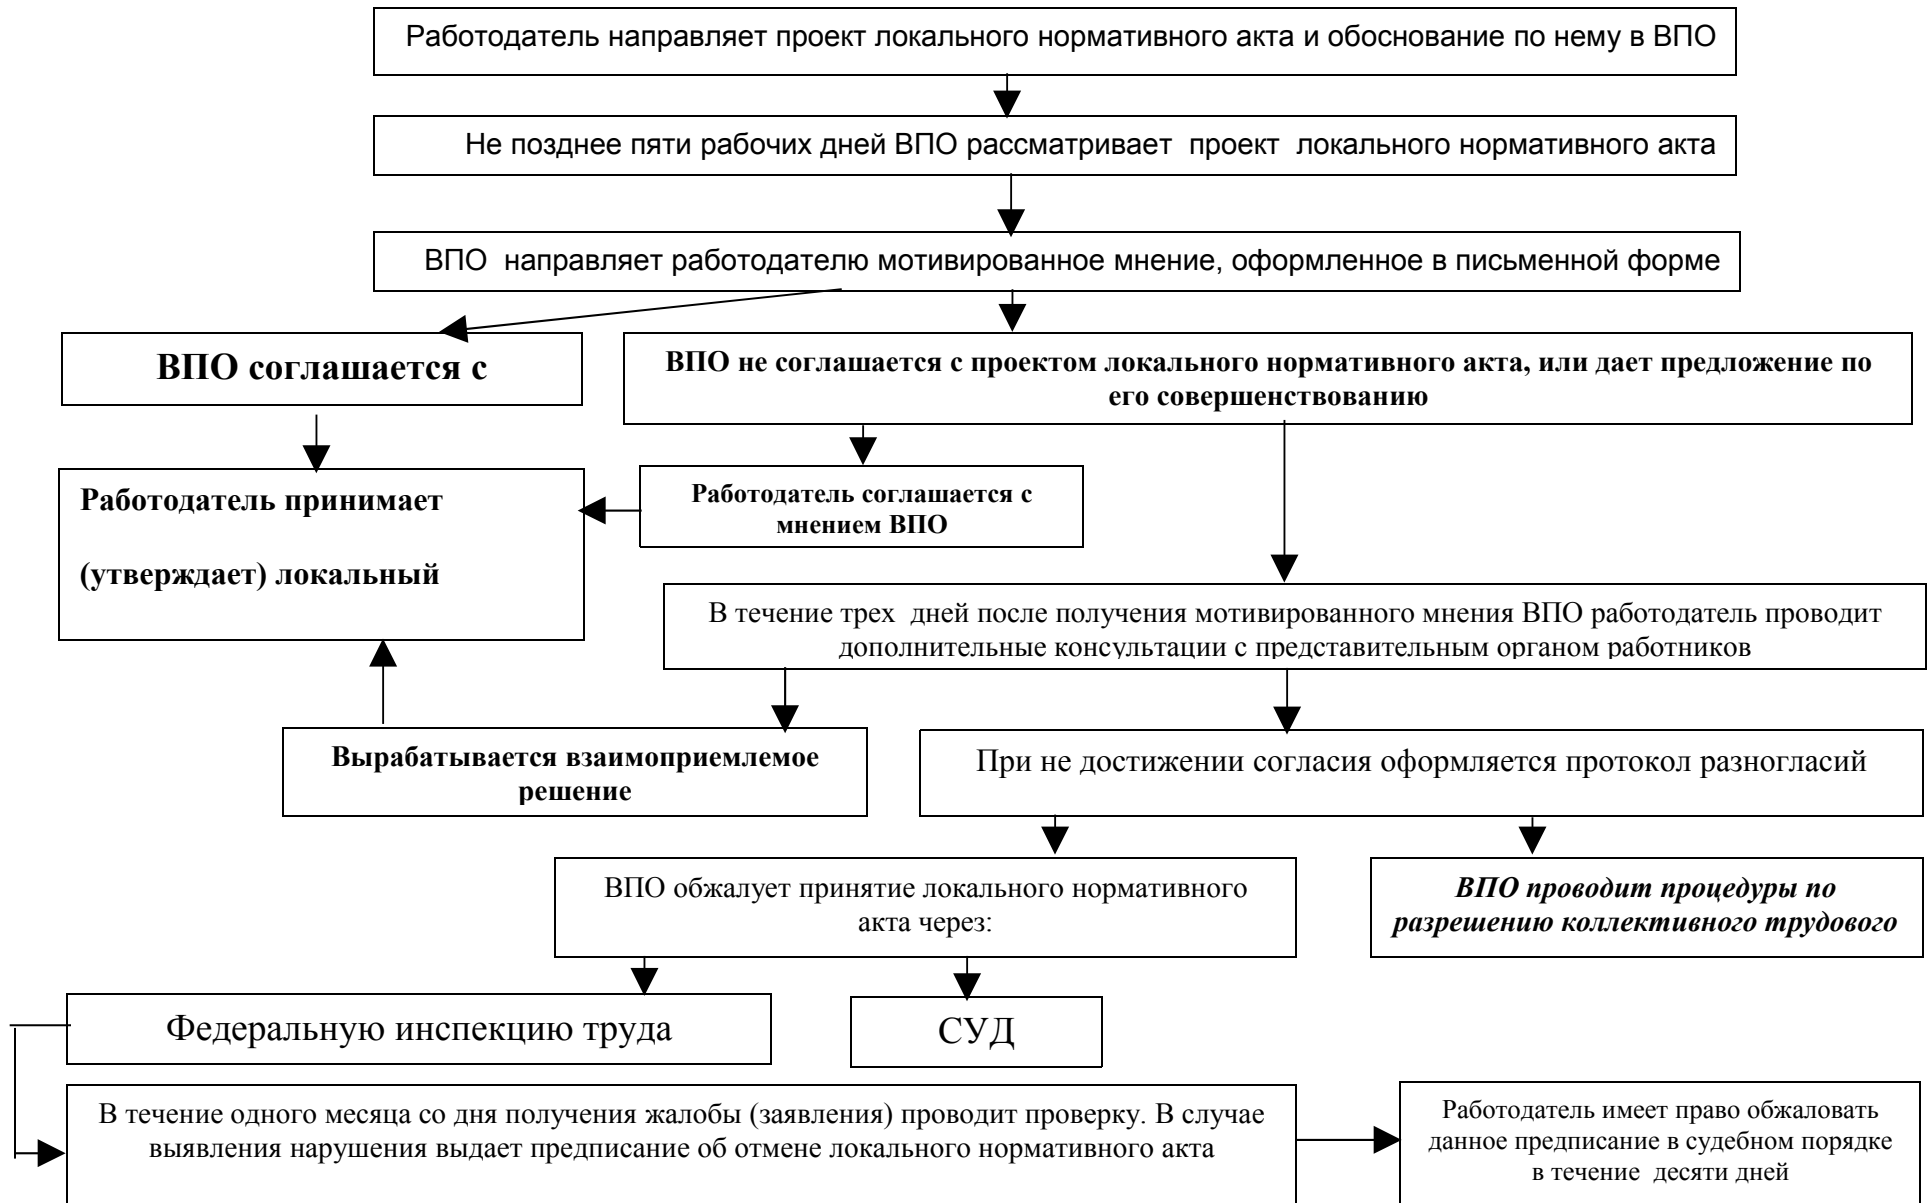 Работодатель направляет проект локального нормативного акта и обоснование по нему в ВПО
Не позднее пяти рабочих дней ВПО рассматривает проект локального нормативного акта
ВПО направляет работодателю мотивированное мнение, оформленное в письменной форме
ВПО соглашается с
ВПО не соглашается с проектом локального нормативного акта, или дает предложение по
его совершенствованию
Работодатель принимает
(утверждает) локальный
Работодатель соглашается с
мнением ВПО
В течение трех дней после получения мотивированного мнения ВПО работодатель проводит
дополнительные консультации с представительным органом работников
Вырабатывается взаимоприемлемое
решение
При не достижении согласия оформляется протокол разногласий
ВПО обжалует принятие локального нормативного
акта через:
ВПО проводит процедуры по
разрешению коллективного трудового
Федеральную инспекцию труда
СУД
В течение одного месяца со дня получения жалобы (заявления) проводит проверку. В случае
выявления нарушения выдает предписание об отмене локального нормативного акта
Работодатель имеет право обжаловать
данное предписание в судебном порядке
в течение десяти дней